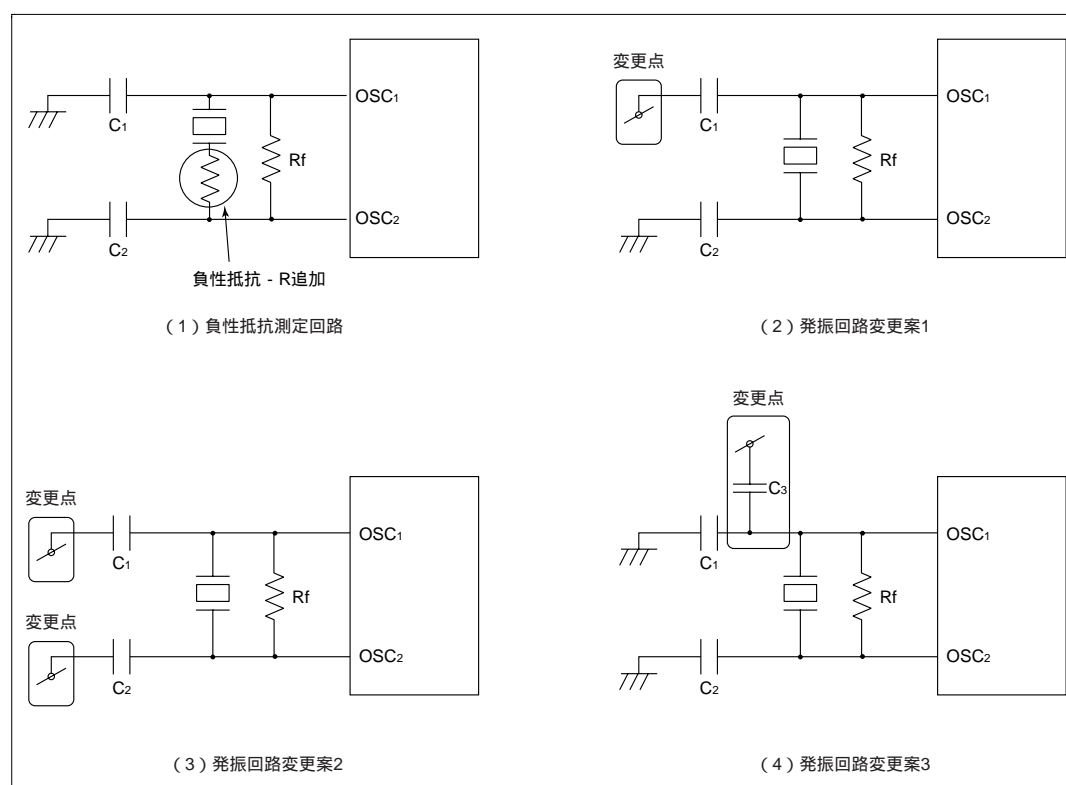 OSC1
C1
Rf
OSC2
C2
負性抵抗 - R追加
(1)負性抵抗測定回路
変更点
OSC1
C1
Rf
OSC2
C2
(2)発振回路変更案1
変更点
OSC1
C1
Rf
変更点
OSC2
C2
(3)発振回路変更案2
変更点
C3
OSC1
C1
Rf
OSC2
C2
(4)発振回路変更案3